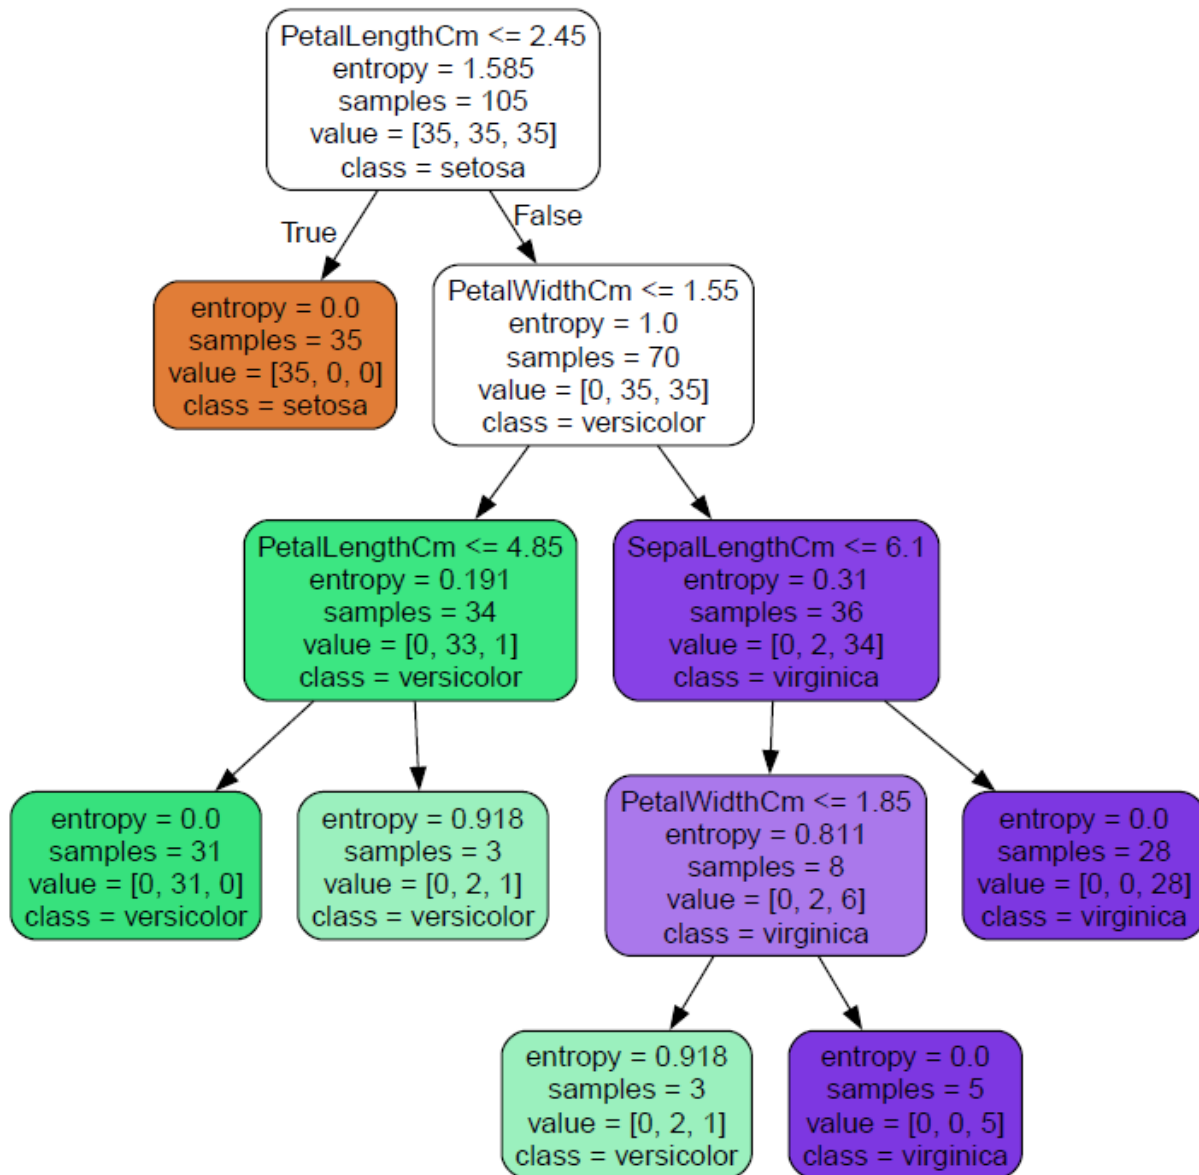 PetalLengthCm <= 2.45
entropy = 1.585
samples = 105
value = [35, 35, 35]
class = setosa
True
False
entropy = 0.0
samples = 35
value = [35, 0, 0]
class = setosa
PetalWidthCm <= 1.55
entropy = 1.0
samples = 70
value = [0, 35, 35]
class = versicolor
PetalLengthCm <= 4.85
entropy = 0.191
samples = 34
value = [0, 33, 1]
class = versicolor
SepalLengthCm <= 6.1
entropy = 0.31
samples = 36
value = [0, 2, 34]
class = virginica
entropy = 0.0
samples = 31
value = [0, 31, 0]
class = versicolor
entropy = 0.918
samples = 3
value = [0, 2, 1]
class = versicolor
PetalWidthCm <= 1.85
entropy = 0.811
samples = 8
value = [0, 2, 6]
class = virginica
entropy = 0.0
samples = 28
value = [0, 0, 28]
class = virginica
entropy = 0.918
samples = 3
value = [0, 2, 1]
class = versicolor
entropy = 0.0
samples = 5
value = [0, 0, 5]
class = virginica